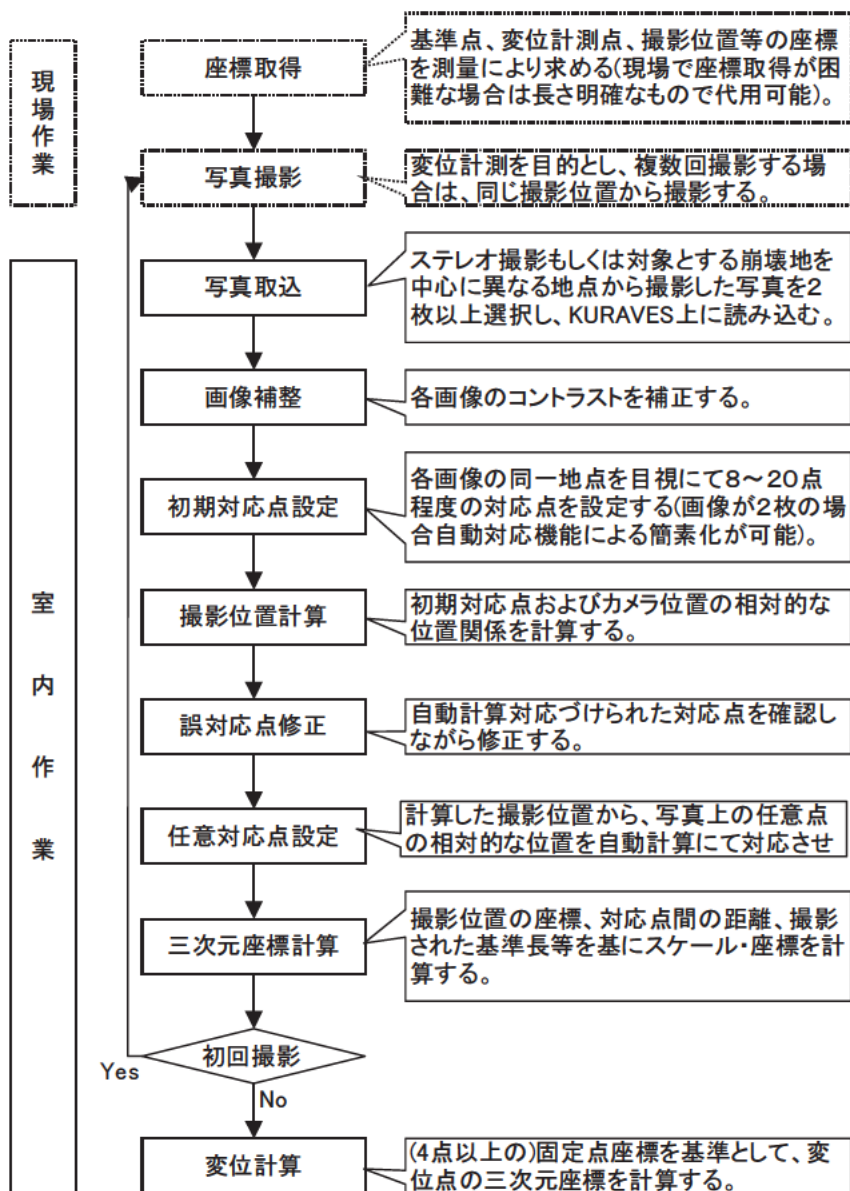 現場作業
座標取得
基準点、変位計測点、撮影位置等の座標
を測量により求める(現場で座標取得が困
難な場合は長さ明確なもので代用可能)。
写真撮影
変位計測を目的とし、複数回撮影する場
合は、同じ撮影位置から撮影する。
室内作業
写真取込
ステレオ撮影もしくは対象とする崩壊地を
中心に異なる地点から撮影した写真を2
枚以上選択し、KURAVES上に読み込む。
画像補整
各画像のコントラストを補正する。
初期対応点設定
各画像の同一地点を目視にて8~20点
程度の対応点を設定する(画像が2枚の場
合自動対応機能による簡素化が可能)。
撮影位置計算
初期対応点およびカメラ位置の相対的な
位置関係を計算する。
誤対応点修正
自動計算対応づけられた対応点を確認し
ながら修正する。
任意対応点設定
計算した撮影位置から、写真上の任意点
の相対的な位置を自動計算にて対応させ
三次元座標計算
撮影位置の座標、対応点間の距離、撮影
された基準長等を基にスケール・座標を計
算する。
初回撮影
Yes
No
変位計算
(4点以上の)固定点座標を基準として、変
位点の三次元座標を計算する。